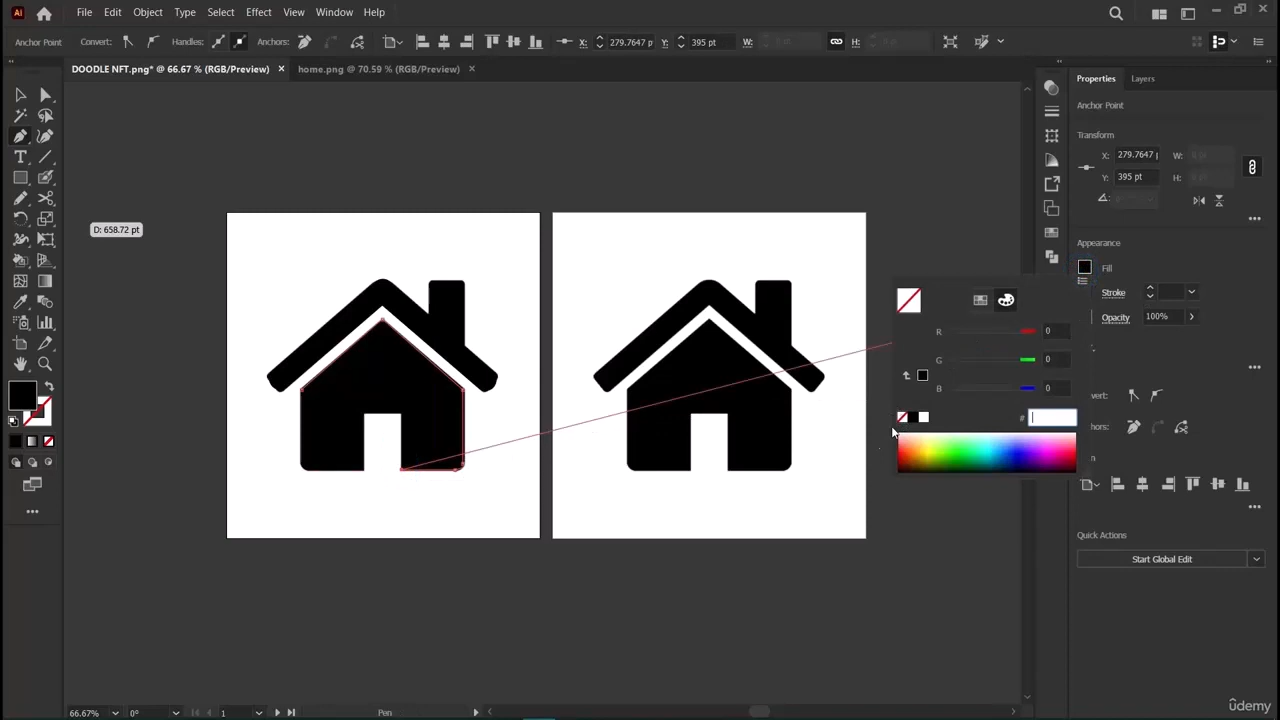 Ai File Edit Object Type Select Effect View Window Help
Anchor Point Convert: Handles: Anchors: X: 279.7647 p Y: 395 pt W: H:
DOODLE NFT.png* @ 66.67 % (RGB/Preview) × home.png @ 70.59 % (RGB/Preview) ×
Properties Layers
Anchor Point
Transform
X: 279.7647 p W:
Y: 395 pt H:
D: 658.72 pt
Appearance
Fill
Stroke
Opacity 100%
R 0
G 0
B 0
#
Quick Actions
Start Global Edit
66.67% 0° 1 Pen
udemy